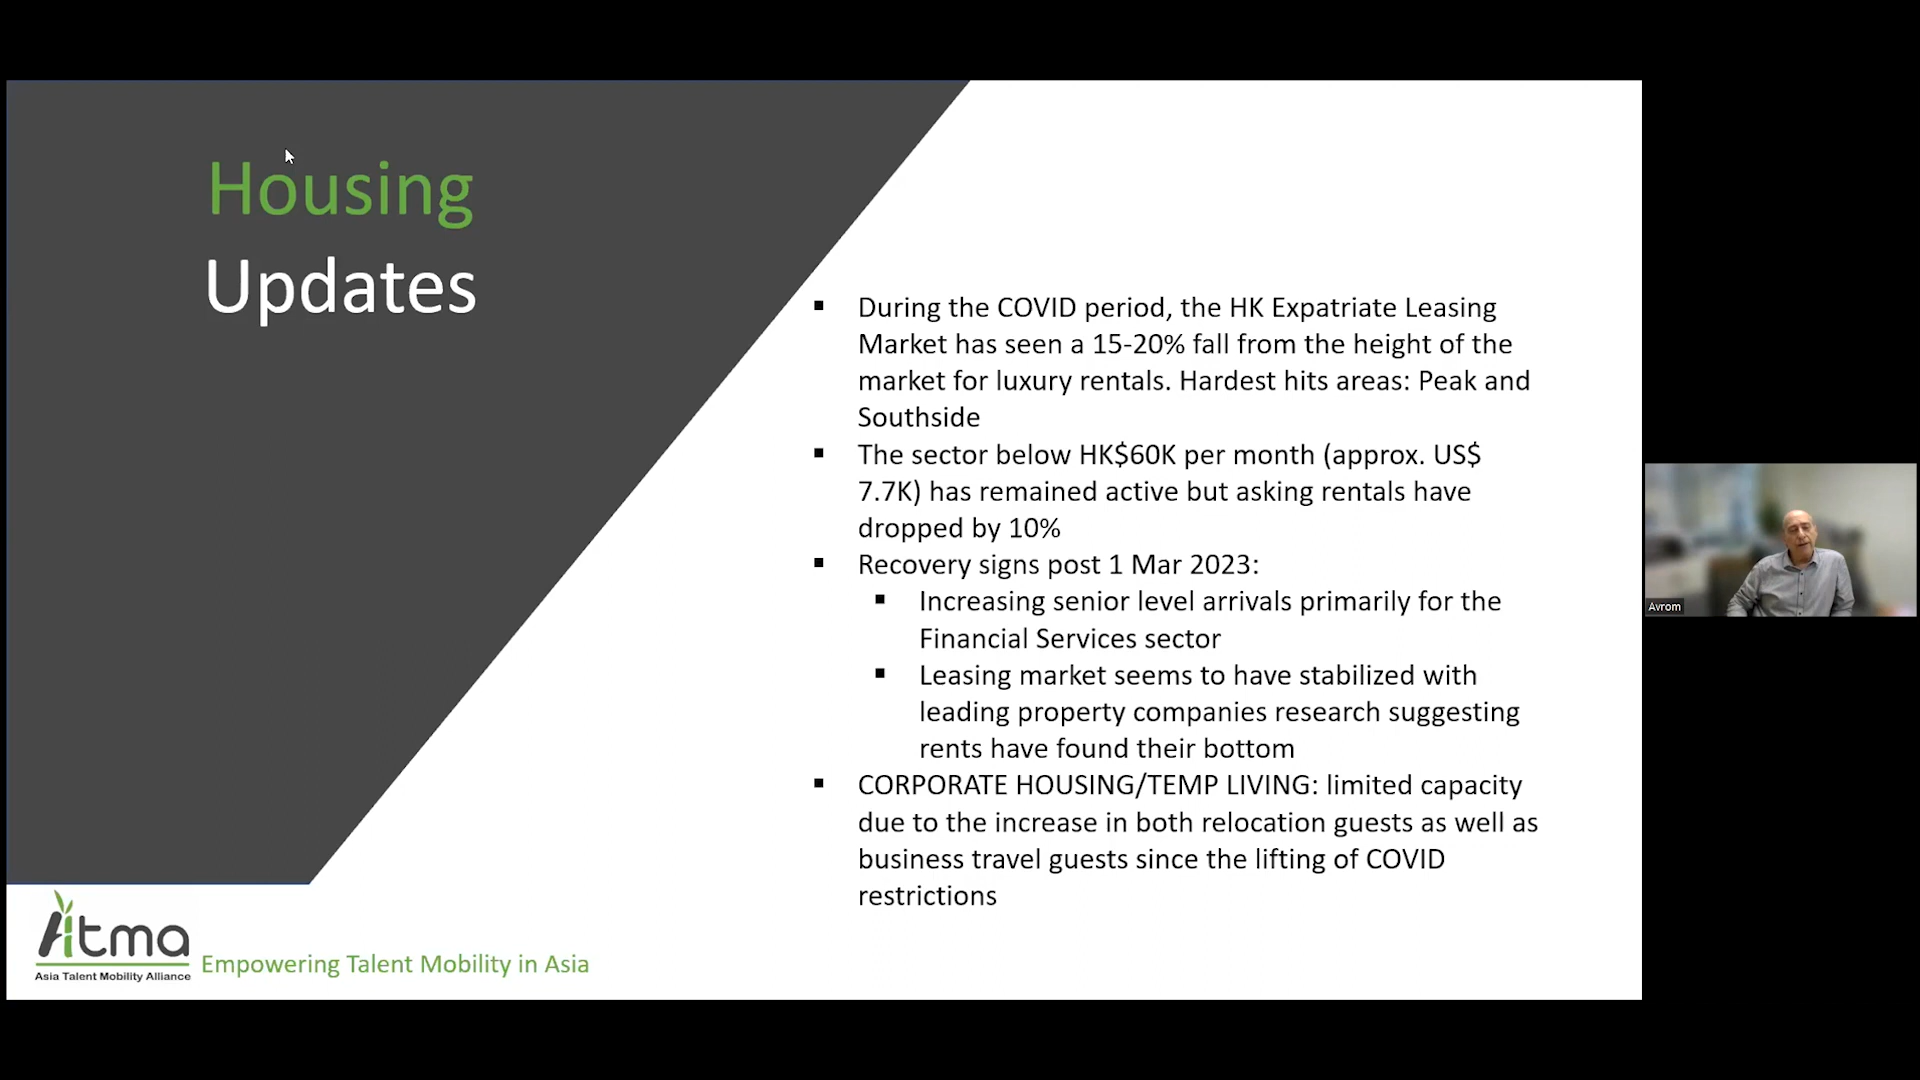 Housing
Updates
▪ During the COVID period, the HK Expatriate Leasing
Market has seen a 15-20% fall from the height of the
market for luxury rentals. Hardest hits areas: Peak and
Southside
▪ The sector below HK$60K per month (approx. US$
7.7K) has remained active but asking rentals have
dropped by 10%
▪ Recovery signs post 1 Mar 2023:
▪ Increasing senior level arrivals primarily for the
Financial Services sector
▪ Leasing market seems to have stabilized with
leading property companies research suggesting
rents have found their bottom
▪ CORPORATE HOUSING/TEMP LIVING: limited capacity
due to the increase in both relocation guests as well as
business travel guests since the lifting of COVID
restrictions
Atma
Asia Talent Mobility Alliance
Empowering Talent Mobility in Asia
Avrom